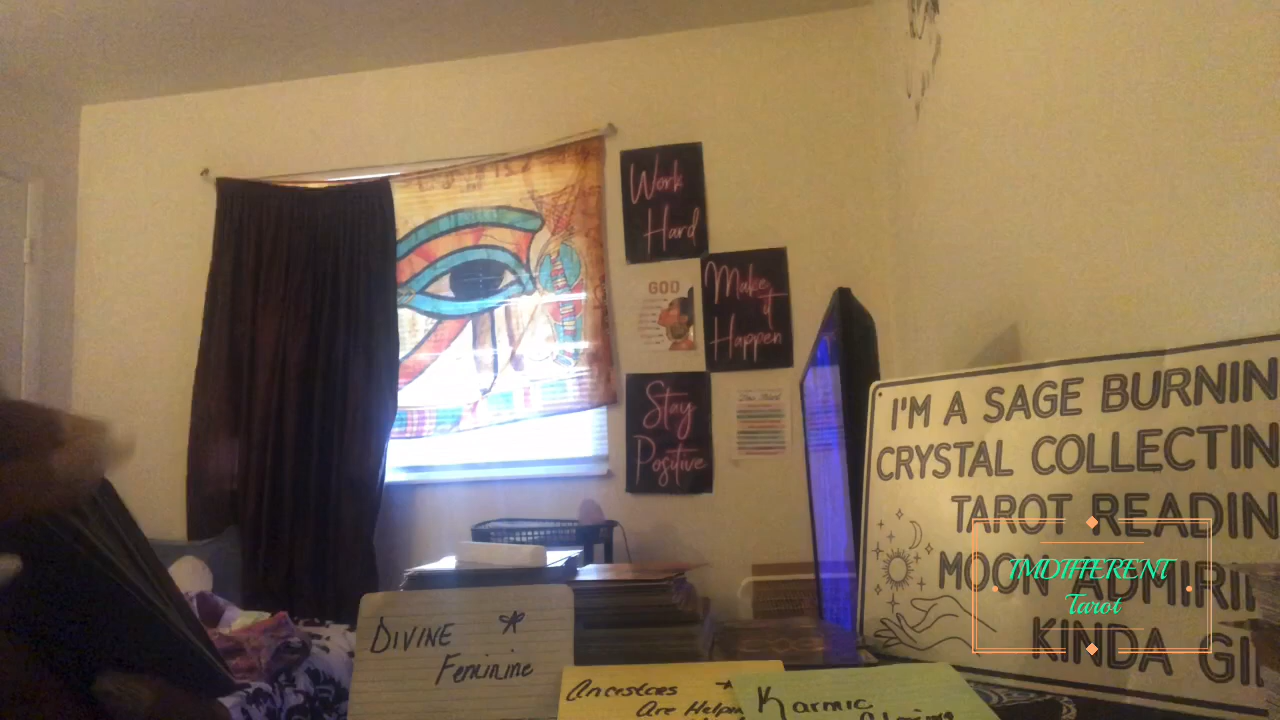 Work
Hard
GOD
Make
it
Happen
Stay
Positive
I'M A SAGE BURNIN
CRYSTAL COLLECTIN
TAROT READIN
MOON ADMIRIN
KINDA GI
IMDIFFERENT
Tarot
DIVINE
Feminine
Ancestors
Are Helpin
Karmic